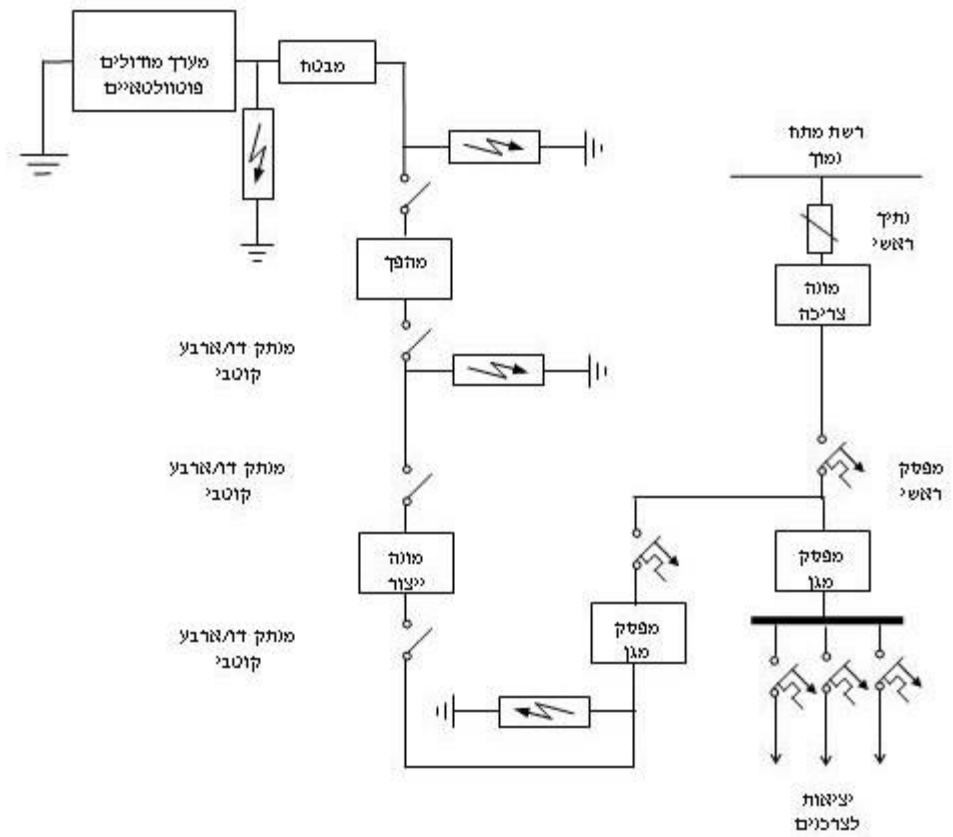 מערך מודולים
פוטוולטאיים
מבטח
רשת מתח
נמוך
נתיך
ראשי
מהפך
מונה
צריכה
מנתק דו/ארבע
קוטבי
מנתק דו/ארבע
קוטבי
מפסק
ראשי
מונה
ייצור
מפסק
מגן
מפסק
מגן
מנתק דו/ארבע
קוטבי
יציאות
לצרכנים